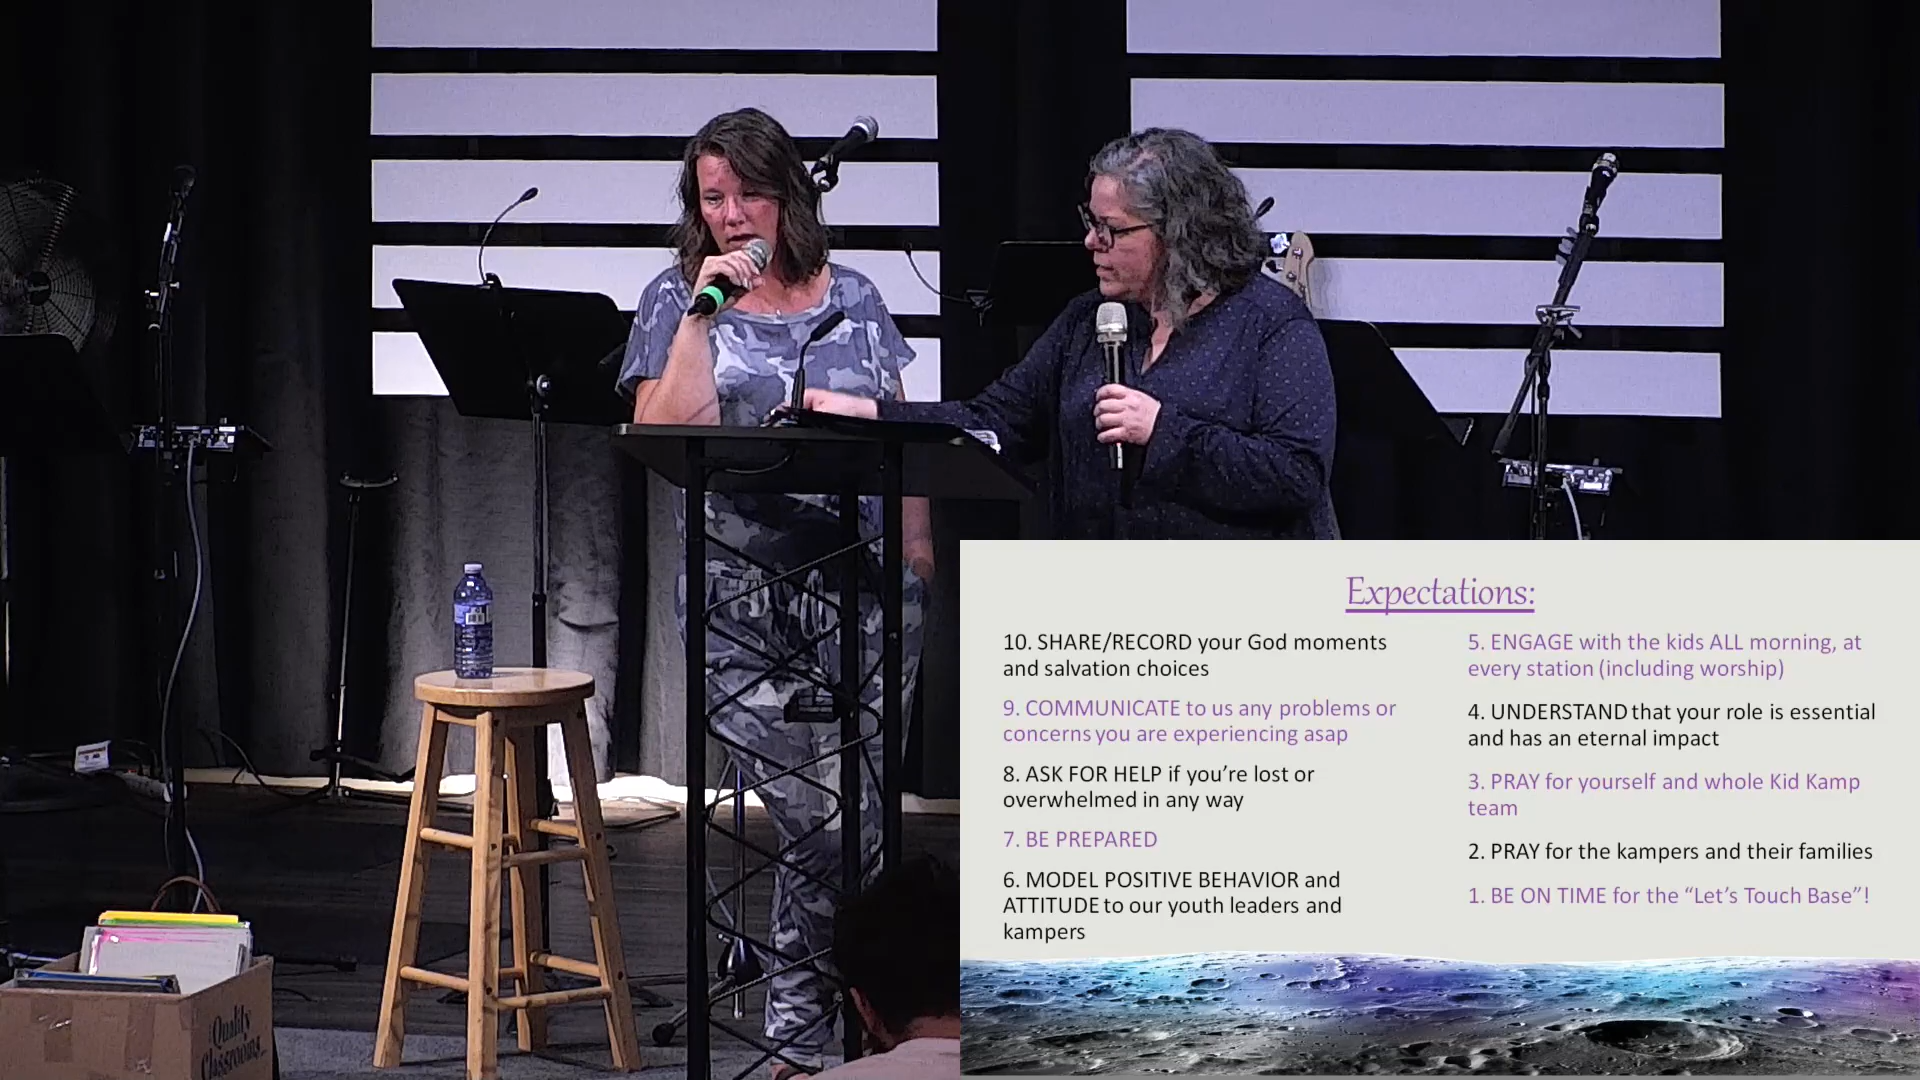 Expectations:
10. SHARE/RECORD your God moments
and salvation choices
9. COMMUNICATE to us any problems or
concerns you are experiencing asap
8. ASK FOR HELP if you’re lost or
overwhelmed in any way
7. BE PREPARED
6. MODEL POSITIVE BEHAVIOR and
ATTITUDE to our youth leaders and
kampers
5. ENGAGE with the kids ALL morning, at
every station (including worship)
4. UNDERSTAND that your role is essential
and has an eternal impact
3. PRAY for yourself and whole Kid Kamp
team
2. PRAY for the kampers and their families
1. BE ON TIME for the “Let’s Touch Base”!
Quality
Classrooms